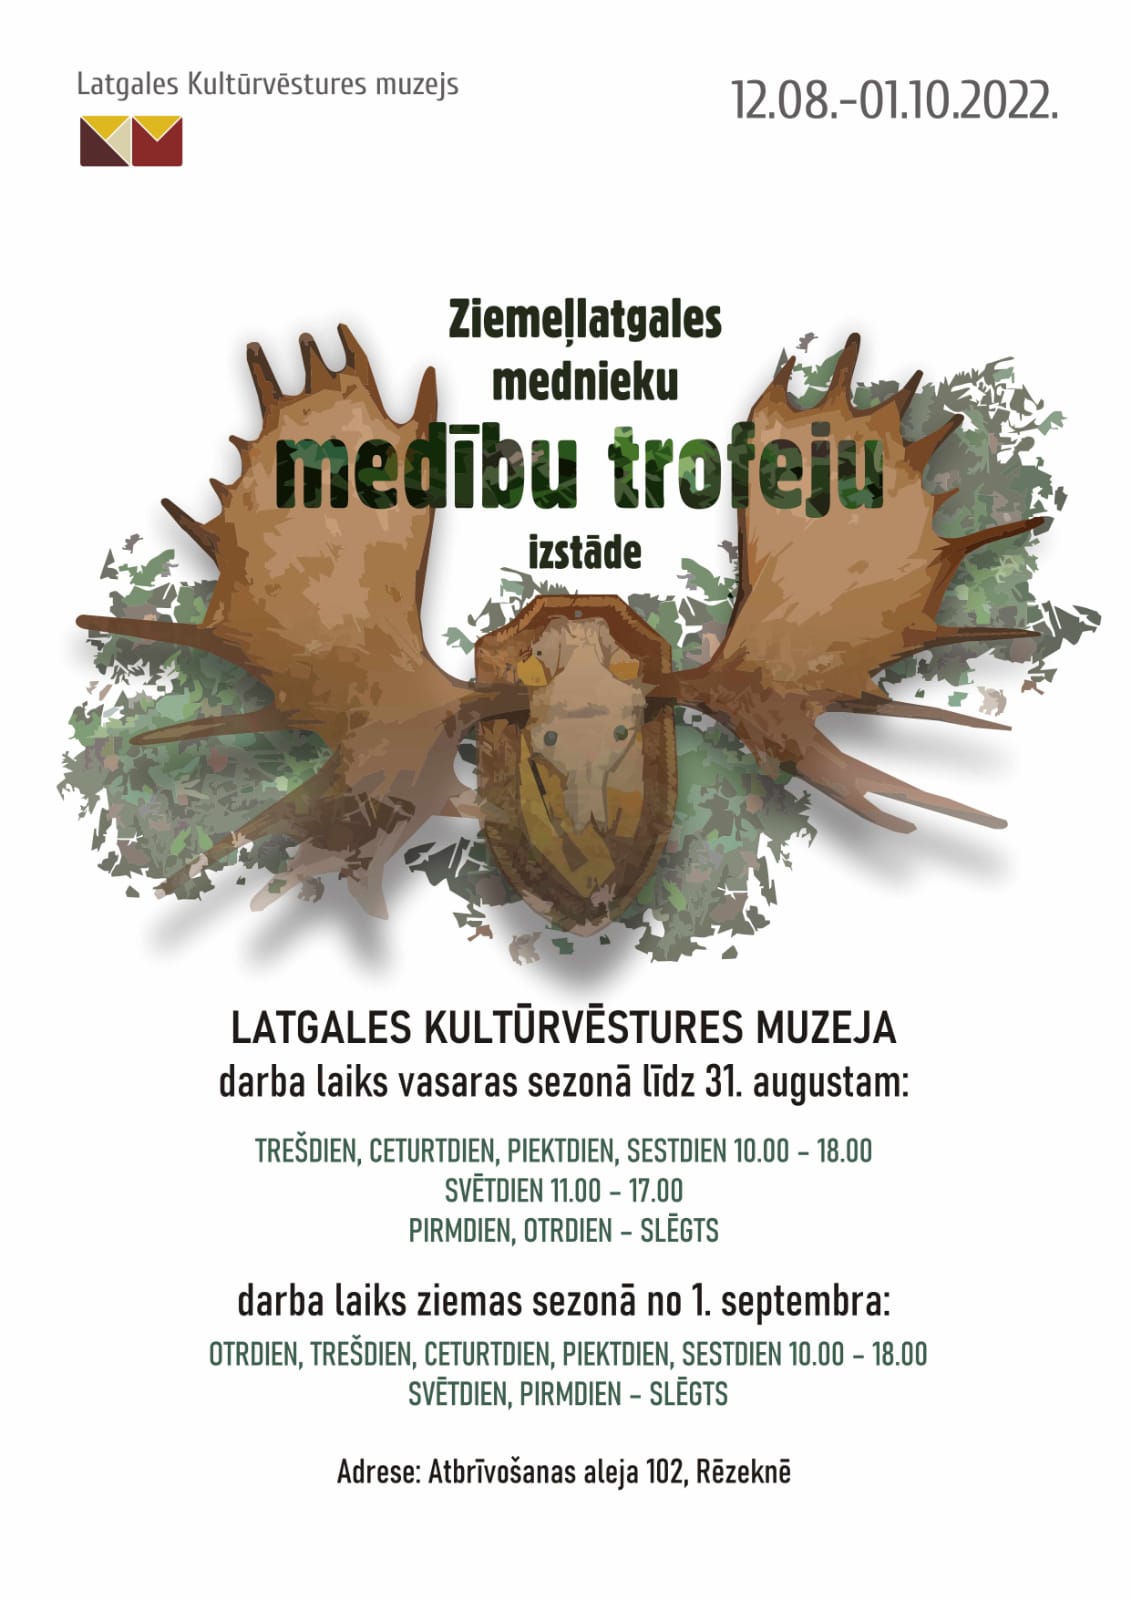 Latgales Kultūrvēstures muzejs
12.08.-01.10.2022.
Ziemeļlatgales
mednieku
medību trofeju
izstāde
LATGALES KULTŪRVĒSTURES MUZEJA
darba laiks vasaras sezonā līdz 31. augustam:
TREŠDIEN, CETURTDIEN, PIEKTDIEN, SESTDIEN 10.00 – 18.00
SVĒTDIEN 11.00 – 17.00
PIRMDIEN, OTRDIEN – SLĒGTS
darba laiks ziemas sezonā no 1. septembra:
OTRDIEN, TREŠDIEN, CETURTDIEN, PIEKTDIEN, SESTDIEN 10.00 – 18.00
SVĒTDIEN, PIRMDIEN – SLĒGTS
Adrese: Atbrīvošanas aleja 102, Rēzeknē